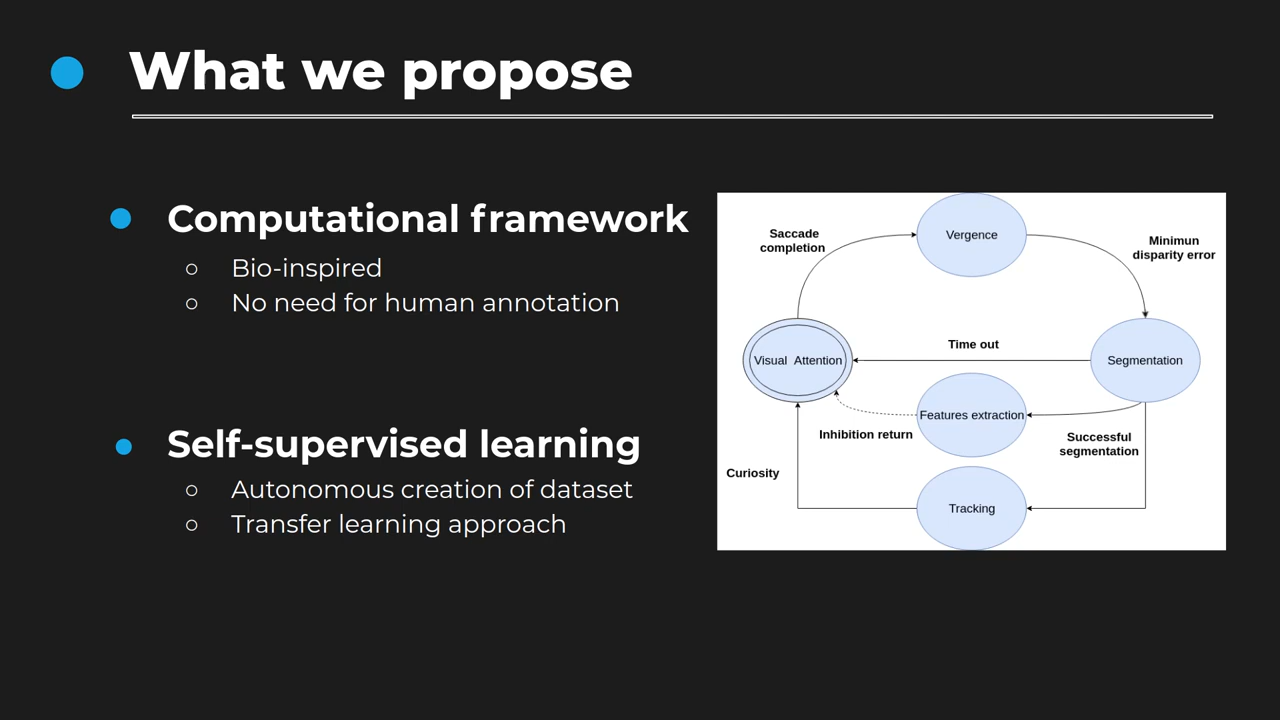 What we propose
Computational framework
Bio-inspired
No need for human annotation
Self-supervised learning
Autonomous creation of dataset
Transfer learning approach
Saccade
completion
Vergence
Minimun
disparity error
Visual Attention
Time out
Segmentation
Features extraction
Inhibition return
Successful
segmentation
Curiosity
Tracking